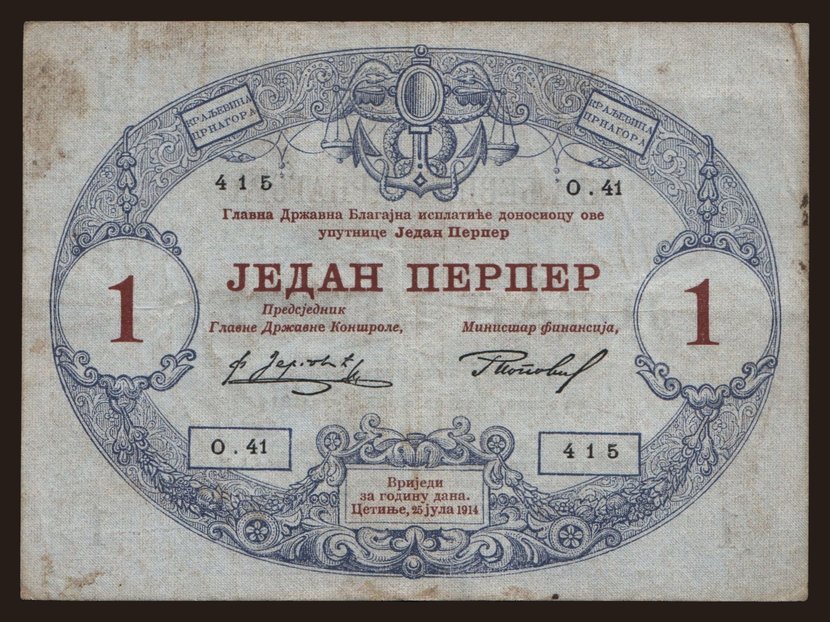 КРАЉЕВИНА
ЦРНАГОРА
КРАЉЕВИНА
ЦРНАГОРА
415
О.41
Главна Државна Благајна исплатиће доносиоцу ове
упутнице Један Перпер
ЈЕДАН ПЕРПЕР
1
1
Предсједник
Главне Државне Контроле,
Министар финансија,
О.41
415
Вриједи
за годину дана.
Цетиње, 25 јула 1914